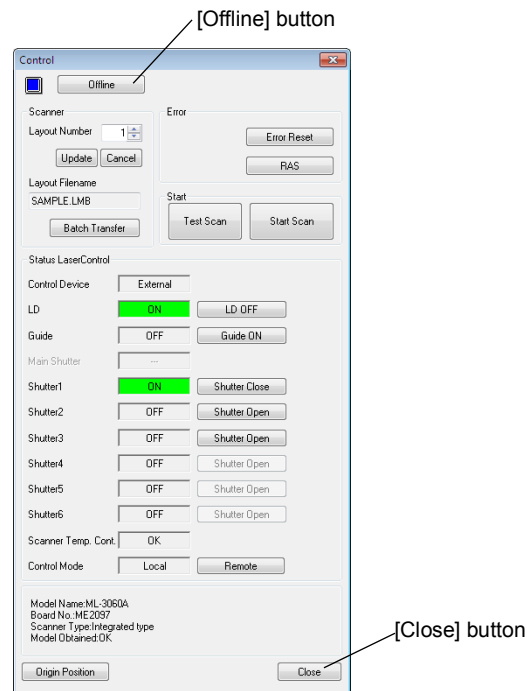 [Offline] button
Control
Offline
Scanner
Error
Layout Number 1
Error Reset
Update Cancel
RAS
Layout Filename
SAMPLE.LMB
Start
Test Scan Start Scan
Batch Transfer
Status LaserControl
Control Device External
LD ON LD OFF
Guide OFF Guide ON
Main Shutter ---
Shutter1 ON Shutter Close
Shutter2 OFF Shutter Open
Shutter3 OFF Shutter Open
Shutter4 OFF Shutter Open
Shutter5 OFF Shutter Open
Shutter6 OFF Shutter Open
Scanner Temp. Cont. OK
Control Mode Local Remote
Model Name:ML-3060A
Board No.:ME2097
Scanner Type:Integrated type
Model Obtained:OK
[Close] button
Origin Position Close